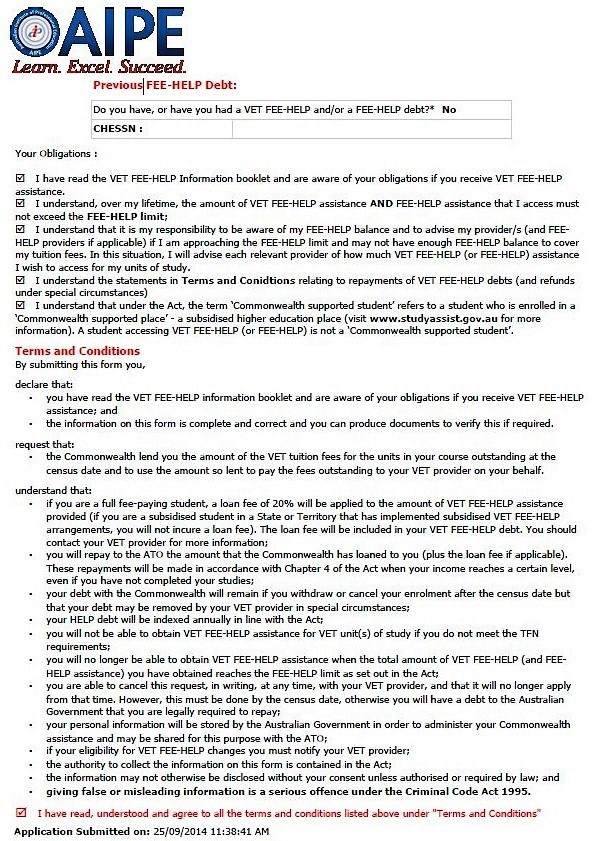 AIPE
Learn. Excel. Succeed.
Previous FEE-HELP Debt:
Do you have, or have you had a VET FEE-HELP and/or a FEE-HELP debt?* No
CHESSN :
Your Obligations :
☑ I have read the VET FEE-HELP Information booklet and are aware of your obligations if you receive VET FEE-HELP
assistance.
☑ I understand, over my lifetime, the amount of VET FEE-HELP assistance AND FEE-HELP assistance that I access must
not exceed the FEE-HELP limit;
☑ I understand that it is my responsibility to be aware of my FEE-HELP balance and to advise my provider/s (and FEE-
HELP providers if applicable) if I am approaching the FEE-HELP limit and may not have enough FEE-HELP balance to cover
my tuition fees. In this situation, I will advise each relevant provider of how much VET FEE-HELP (or FEE-HELP) assistance
I wish to access for my units of study.
☑ I understand the statements in Terms and Conidtions relating to repayments of VET FEE-HELP debts (and refunds
under special circumstances)
☑ I understand that under the Act, the term ‘Commonwealth supported student’ refers to a student who is enrolled in a
‘Commonwealth supported place’ - a subsidised higher education place (visit www.studyassist.gov.au for more
information). A student accessing VET FEE-HELP (or FEE-HELP) is not a ‘Commonwealth supported student’.
Terms and Conditions
By submitting this form you,
declare that:
• you have read the VET FEE-HELP information booklet and are aware of your obligations if you receive VET FEE-HELP
assistance; and
• the information on this form is complete and correct and you can produce documents to verify this if required.
request that:
• the Commonwealth lend you the amount of the VET tuition fees for the units in your course outstanding at the
census date and to use the amount so lent to pay the fees outstanding to your VET provider on your behalf.
understand that:
• if you are a full fee-paying student, a loan fee of 20% will be applied to the amount of VET FEE-HELP assistance
provided (if you are a subsidised student in a State or Territory that has implemented subsidised VET FEE-HELP
arrangements, you will not incure a loan fee). The loan fee will be included in your VET FEE-HELP debt. You should
contact your VET provider for more information;
• you will repay to the ATO the amount that the Commonwealth has loaned to you (plus the loan fee if applicable).
These repayments will be made in accordance with Chapter 4 of the Act when your income reaches a certain level,
even if you have not completed your studies;
• your debt with the Commonwealth will remain if you withdraw or cancel your enrolment after the census date but
that your debt may be removed by your VET provider in special circumstances;
• your HELP debt will be indexed annually in line with the Act;
• you will not be able to obtain VET FEE-HELP assistance for VET unit(s) of study if you do not meet the TFN
requirements;
• you will no longer be able to obtain VET FEE-HELP assistance when the total amount of VET FEE-HELP (and FEE-
HELP assistance) you have obtained reaches the FEE-HELP limit as set out in the Act;
• you are able to cancel this request, in writing, at any time, with your VET provider, and that it will no longer apply
from that time. However, this must be done by the census date, otherwise you will have a debt to the Australian
Government that you are legally required to repay;
• your personal information will be stored by the Australian Government in order to administer your Commonwealth
assistance and may be shared for this purpose with the ATO;
• if your eligibility for VET FEE-HELP changes you must notify your VET provider;
• the authority to collect the information on this form is contained in the Act;
• the information may not otherwise be disclosed without your consent unless authorised or required by law; and
• giving false or misleading information is a serious offence under the Criminal Code Act 1995.
☑ I have read, understood and agree to all the terms and conditions listed above under "Terms and Conditions"
Application Submitted on: 25/09/2014 11:38:41 AM